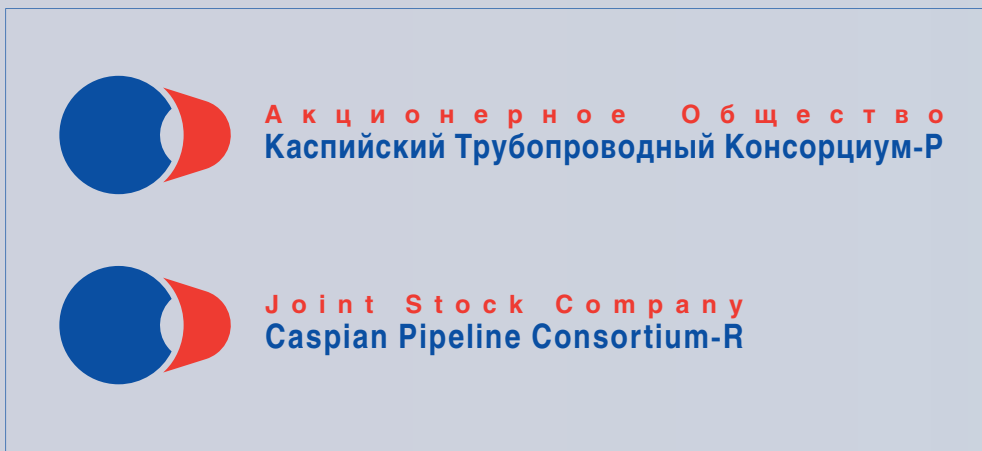 Акционерное Общество
Каспийский Трубопроводный Консорциум-Р
Joint Stock Company
Caspian Pipeline Consortium-R